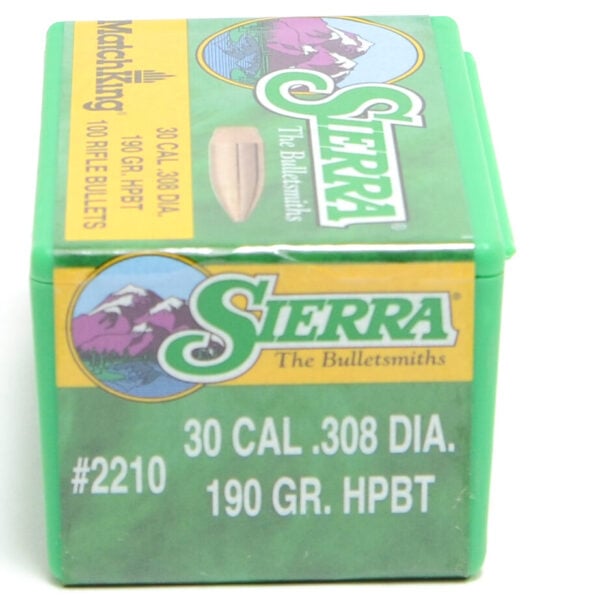 MatchKing®
30 CAL .308 DIA.
190 GR. HPBT
100 RIFLE BULLETS
SIERRA®
The Bulletsmiths
SIERRA®
The Bulletsmiths
#2210
30 CAL .308 DIA.
190 GR. HPBT